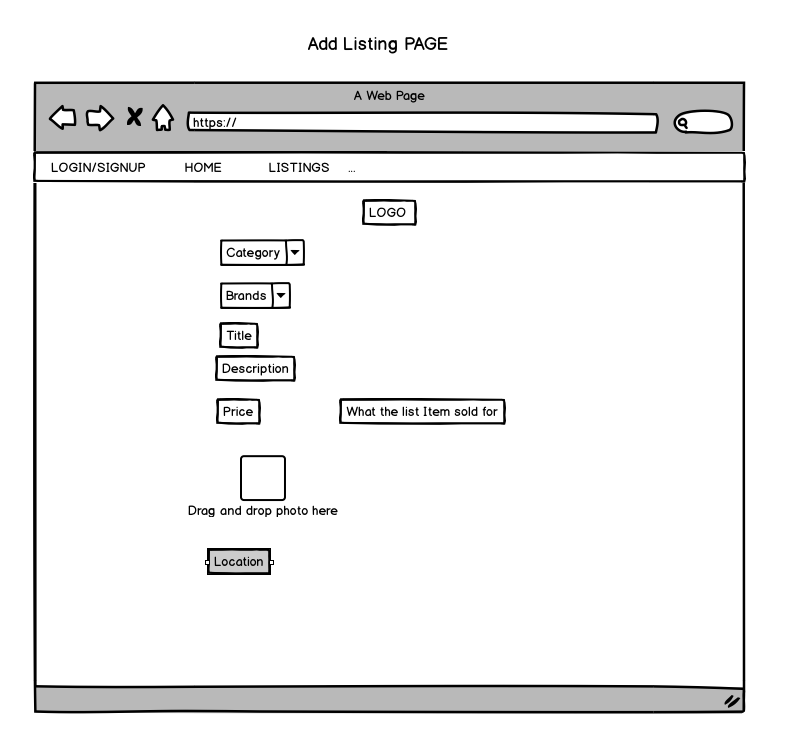 Add Listing PAGE
A Web Page
https://
LOGIN/SIGNUP HOME LISTINGS ...
LOGO
Category
Brands
Title
Description
Price What the list Item sold for
Drag and drop photo here
Location